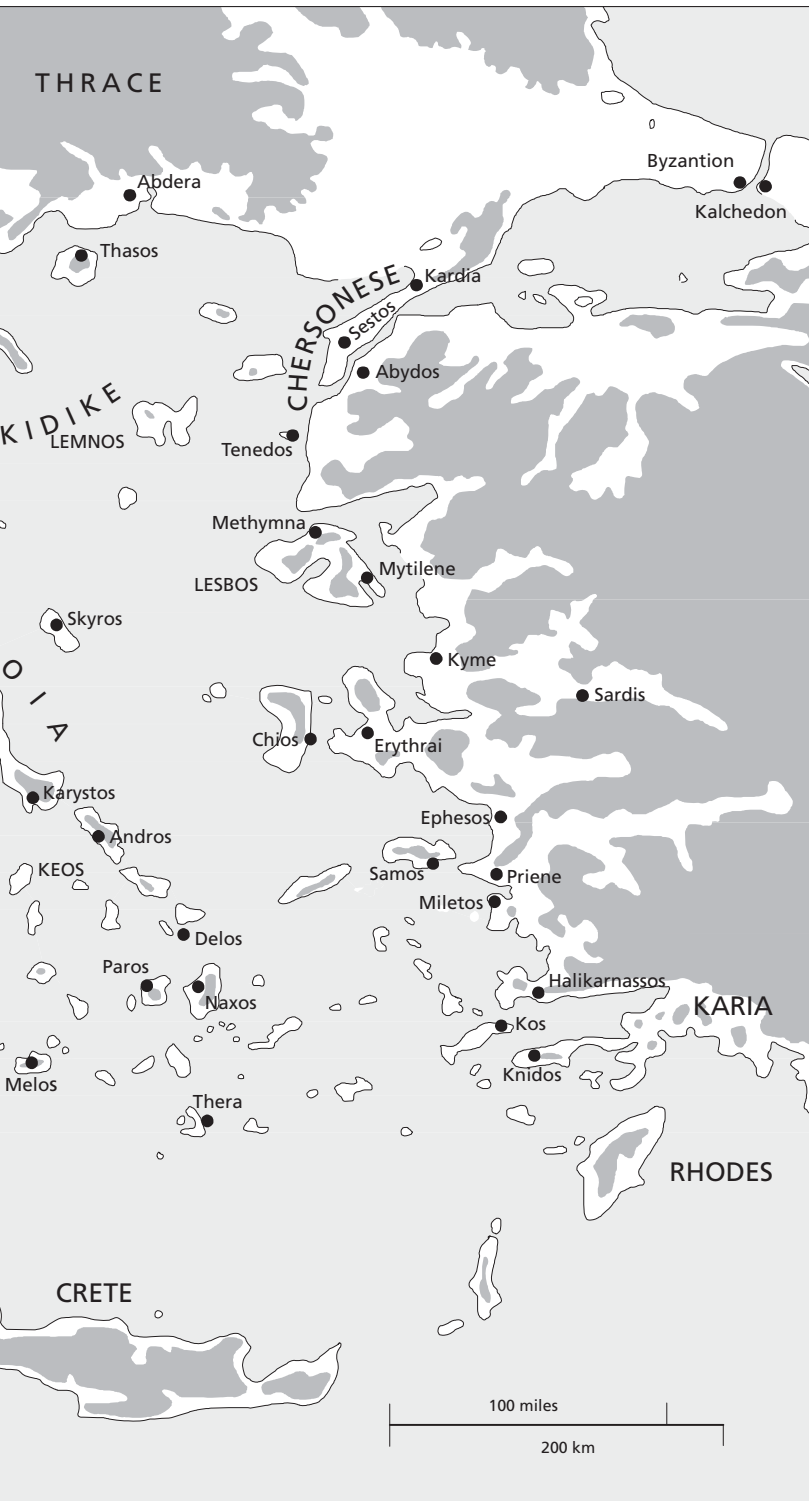 THRACE
Byzantion
Abdera
Kalchedon
Thasos
Kardia
CHERSONESE
Sestos
Abydos
KIDIKE
LEMNOS
Tenedos
Methymna
Mytilene
LESBOS
Skyros
Kyme
OIA
Sardis
Chios
Erythrai
Karystos
Ephesos
Andros
KEOS
Samos
Priene
Miletos
Delos
Paros
Halikarnassos
Naxos
KARIA
Kos
Melos
Knidos
Thera
RHODES
CRETE
100 miles
200 km